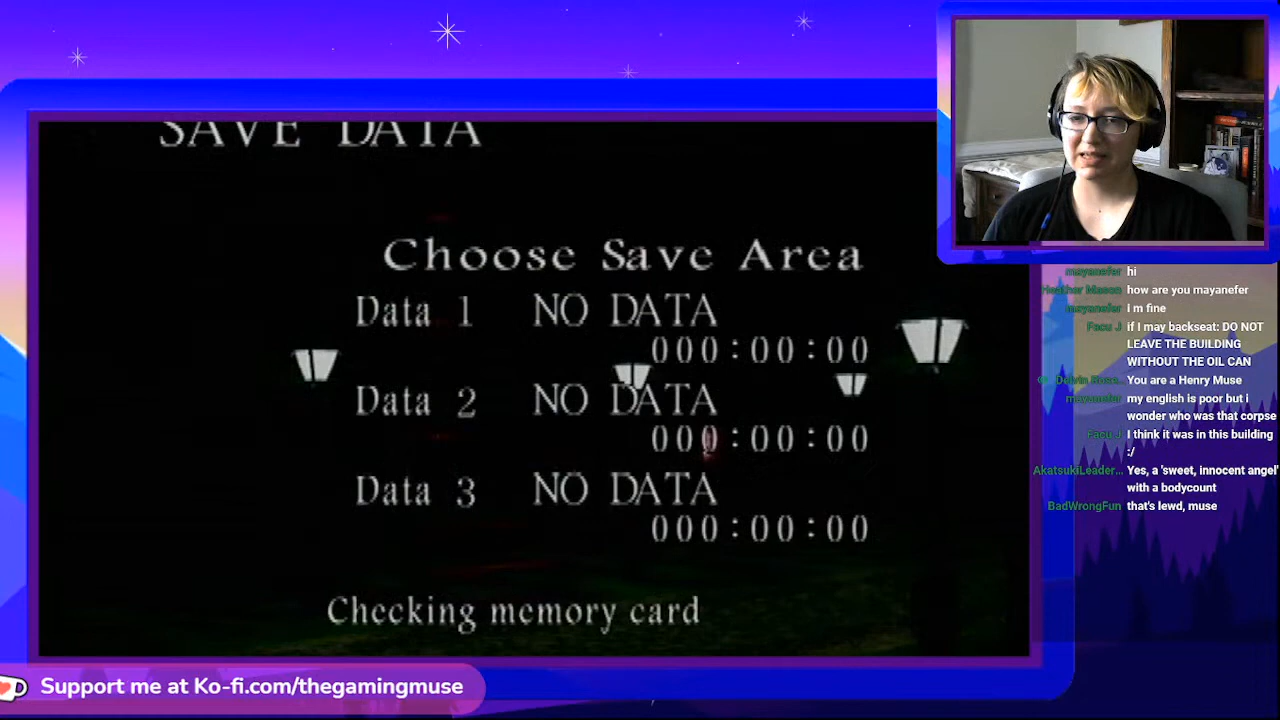 SAVE DATA
Choose Save Area
Data 1 NO DATA
000:00:00
Data 2 NO DATA
000:00:00
Data 3 NO DATA
000:00:00
Checking memory card
mayanefer hi
Heather Mason how are you mayanefer
mayanefer I m fine
Facu J if I may backseat: DO NOT
LEAVE THE BUILDING
WITHOUT THE OIL CAN
You are a Henry Muse
mayanefer my english is poor but i
wonder who was that corpse
Facu J I think it was in this building
:/
AkatsukiLeader... Yes, a 'sweet, innocent angel'
with a bodycount
BadWrongFun that's lewd, muse
Support me at Ko-fi.com/thegamingmuse